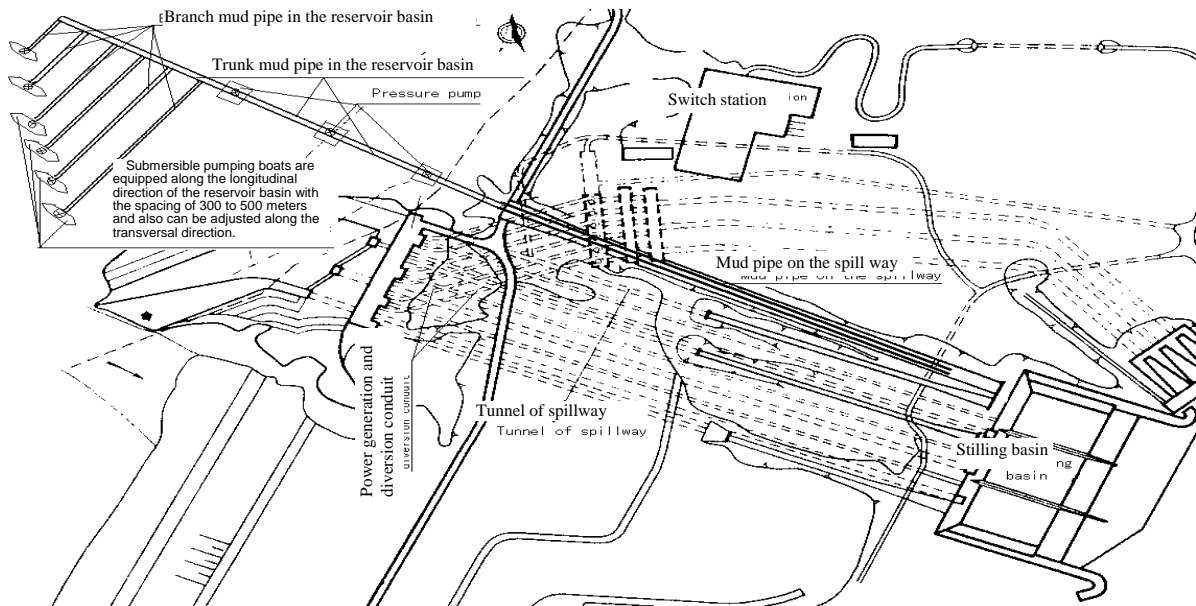 Branch mud pipe in the reservoir basin
Trunk mud pipe in the reservoir basin
Pressure pump
Switch station
ion
Submersible pumping boats are
equipped along the longitudinal
direction of the reservoir basin with
the spacing of 300 to 500 meters
and also can be adjusted along the
transversal direction.
Mud pipe on the spill way
mud pipe on the spillway
Power generation and
diversion conduit
diversion conduit
Tunnel of spillway
Tunnel of spillway
Stilling basin
ng
basin